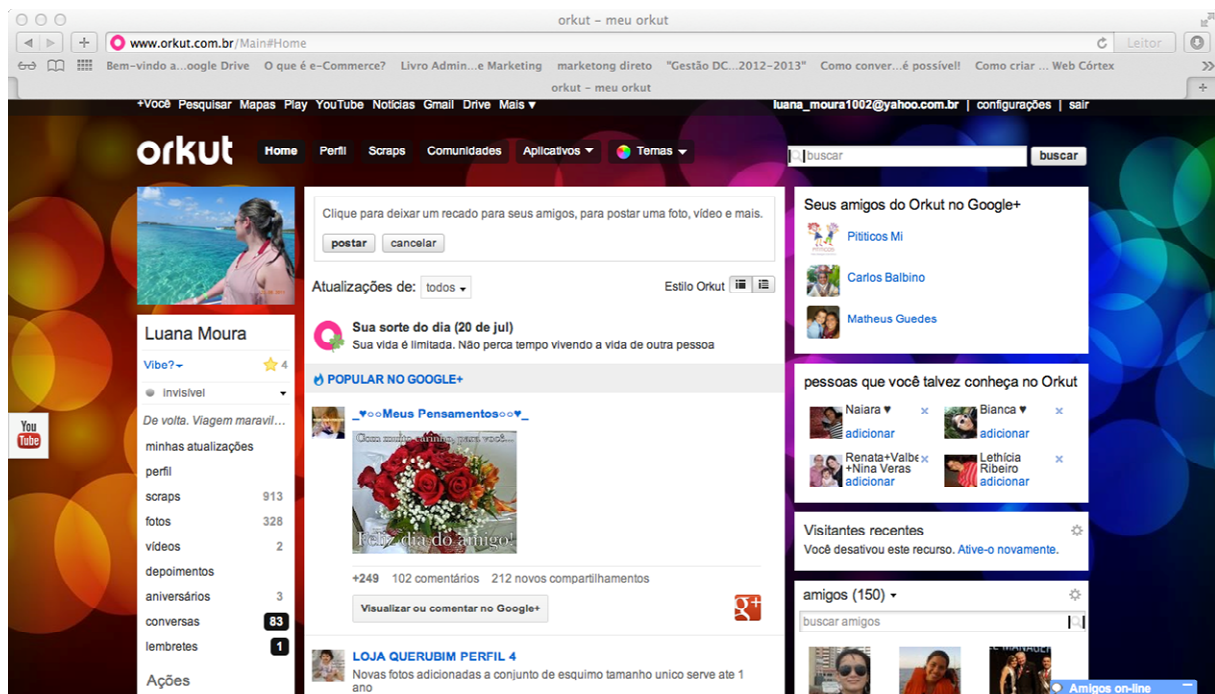 orkut – meu orkut
www.orkut.com.br/Main#Home
Leitor
Bem-vindo a...oogle Drive O que é e-Commerce? Livro Admin...e Marketing marketong direto "Gestão DC...2012–2013" Como conver...é possível! Como criar ... Web Córtex
orkut – meu orkut
+Você Pesquisar Mapas Play YouTube Notícias Gmail Drive Mais
luana_moura1002@yahoo.com.br | configurações | sair
orkut
Home Perfil Scraps Comunidades Aplicativos Temas
buscar
buscar
Luana Moura
Vibe?
4
invisível
De volta. Viagem maravil...
minhas atualizações
perfil
scraps 913
fotos 328
vídeos 2
depoimentos
aniversários 3
conversas 83
lembretes 1
Ações
You
Tube
Clique para deixar um recado para seus amigos, para postar uma foto, vídeo e mais.
postar cancelar
Atualizações de: todos
Estilo Orkut
Sua sorte do dia (20 de jul)
Sua vida é limitada. Não perca tempo vivendo a vida de outra pessoa
POPULAR NO GOOGLE+
_♥○○Meus Pensamentos○○♥_
Com muito carinho, para você...
Feliz dia do amigo!
+249 102 comentários 212 novos compartilhamentos
Visualizar ou comentar no Google+
g+
LOJA QUERUBIM PERFIL 4
Novas fotos adicionadas a conjunto de esquimo tamanho unico serve ate 1
ano
Seus amigos do Orkut no Google+
Pititicos Mi
Carlos Balbino
Matheus Guedes
pessoas que você talvez conheça no Orkut
Naiara ♥
adicionar
Bianca ♥
adicionar
Renata+Valbe
+Nina Veras
adicionar
Lethícia
Ribeiro
adicionar
Visitantes recentes
Você desativou este recurso. Ative-o novamente.
amigos (150)
buscar amigos
Amigos on-line